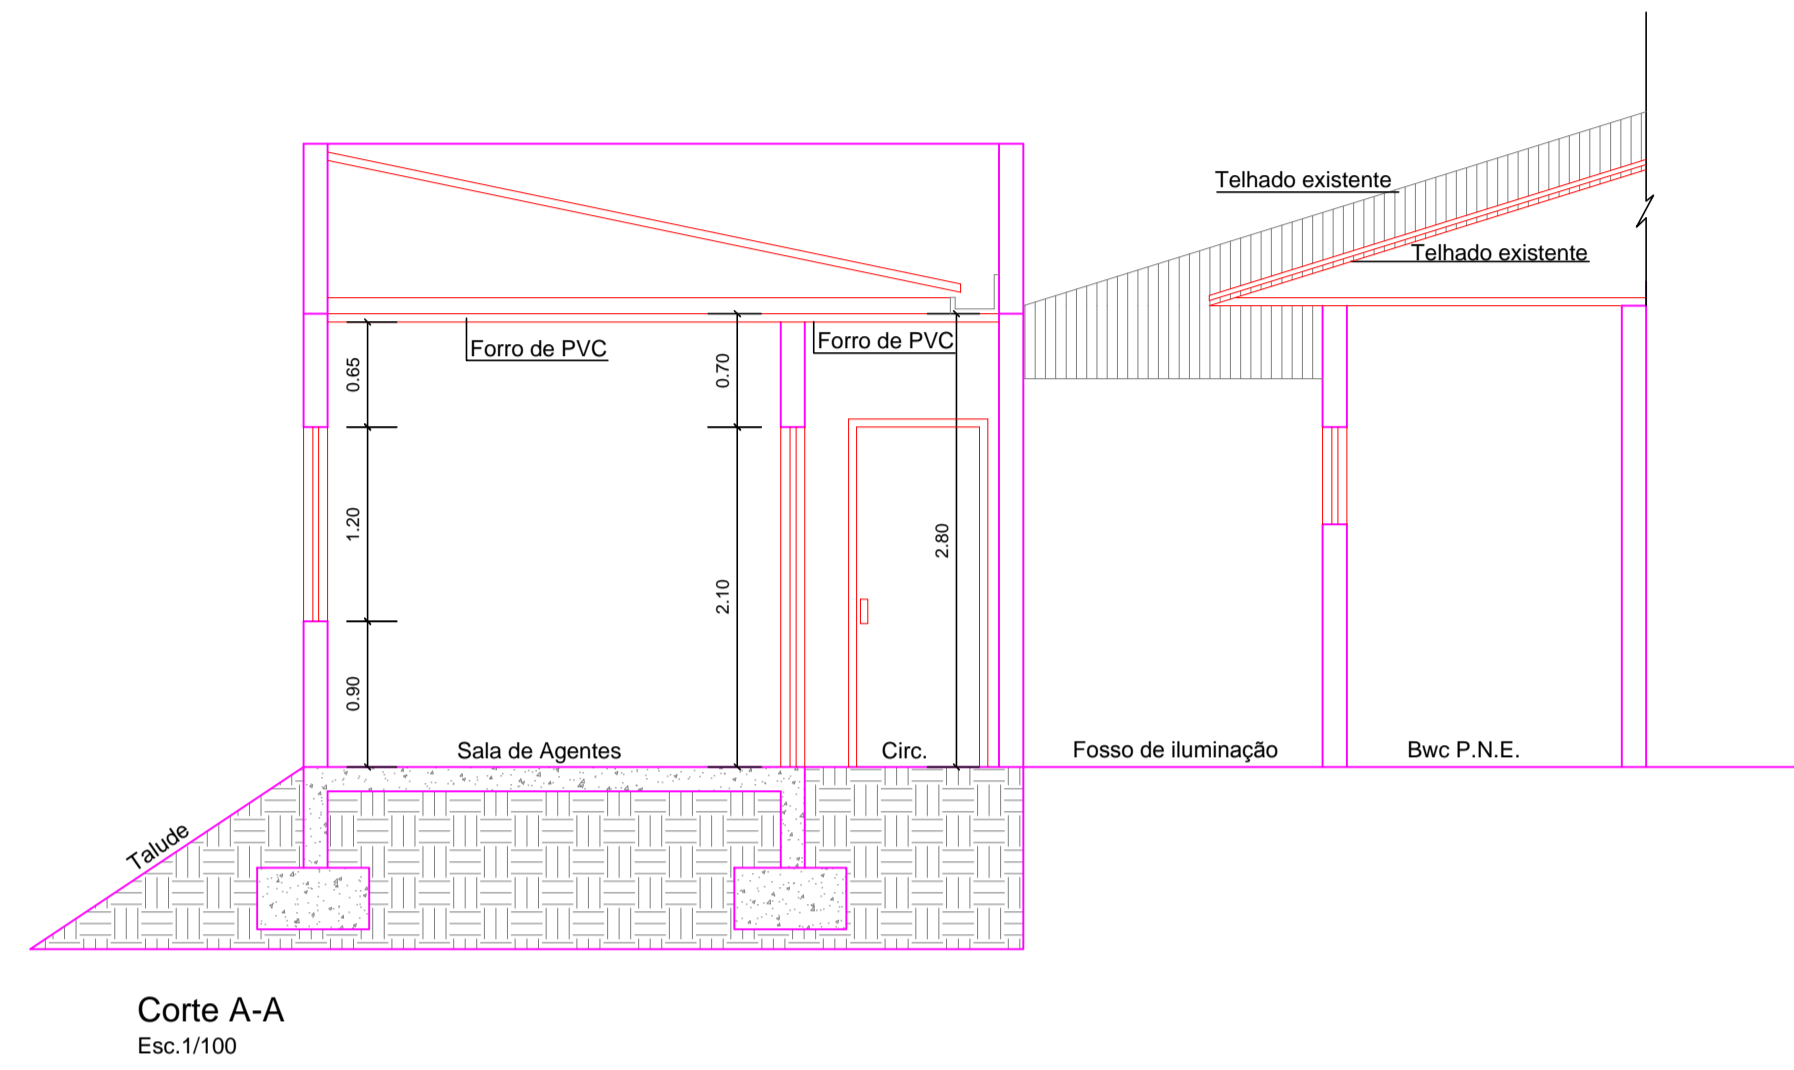 Telhado existente
Telhado existente
Forro de PVC
Forro de PVC
0.65
0.70
1.20
2.80
2.10
0.90
Sala de Agentes
Circ.
Fosso de iluminação
Bwc P.N.E.
Talude
Corte A-A
Esc.1/100